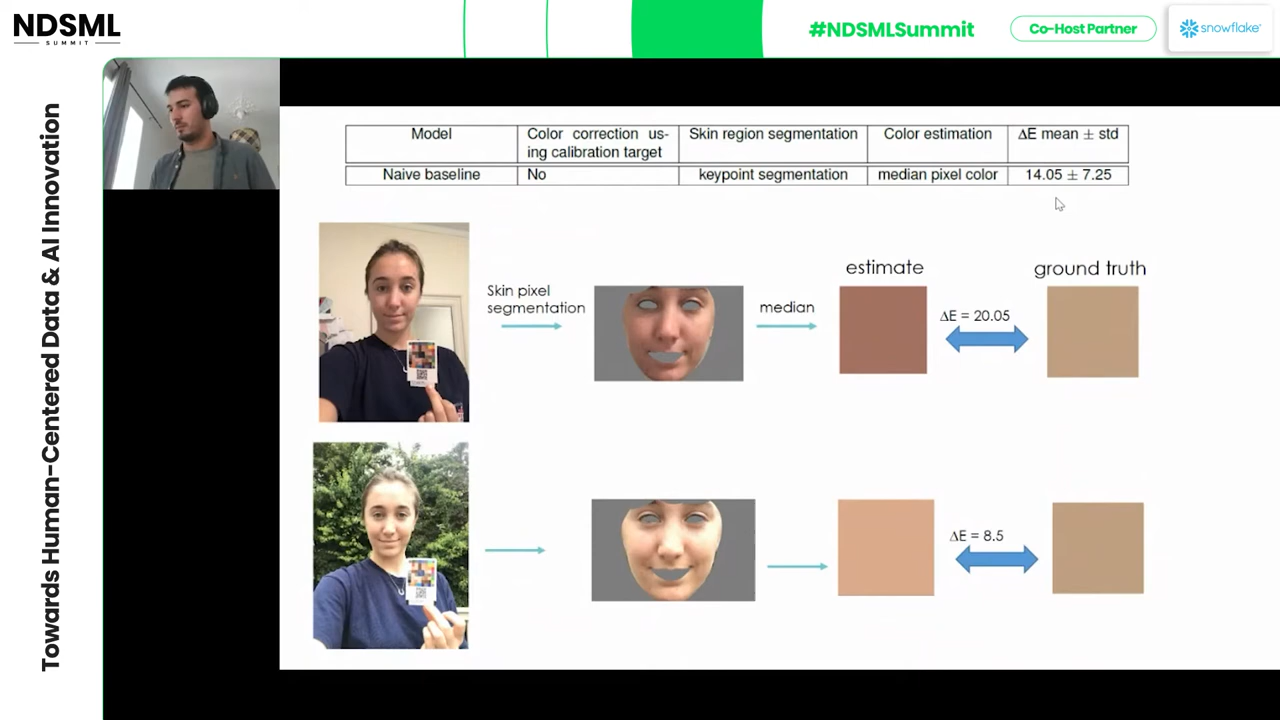 NDSML
SUMMIT
#NDSMLSummit
Co-Host Partner
snowflake
Towards Human-Centered Data & AI Innovation
Model
Color correction us-
ing calibration target
Skin region segmentation
Color estimation
ΔE mean ± std
Naive baseline
No
keypoint segmentation
median pixel color
14.05 ± 7.25
Skin pixel
segmentation
median
estimate
ΔE = 20.05
ground truth
ΔE = 8.5